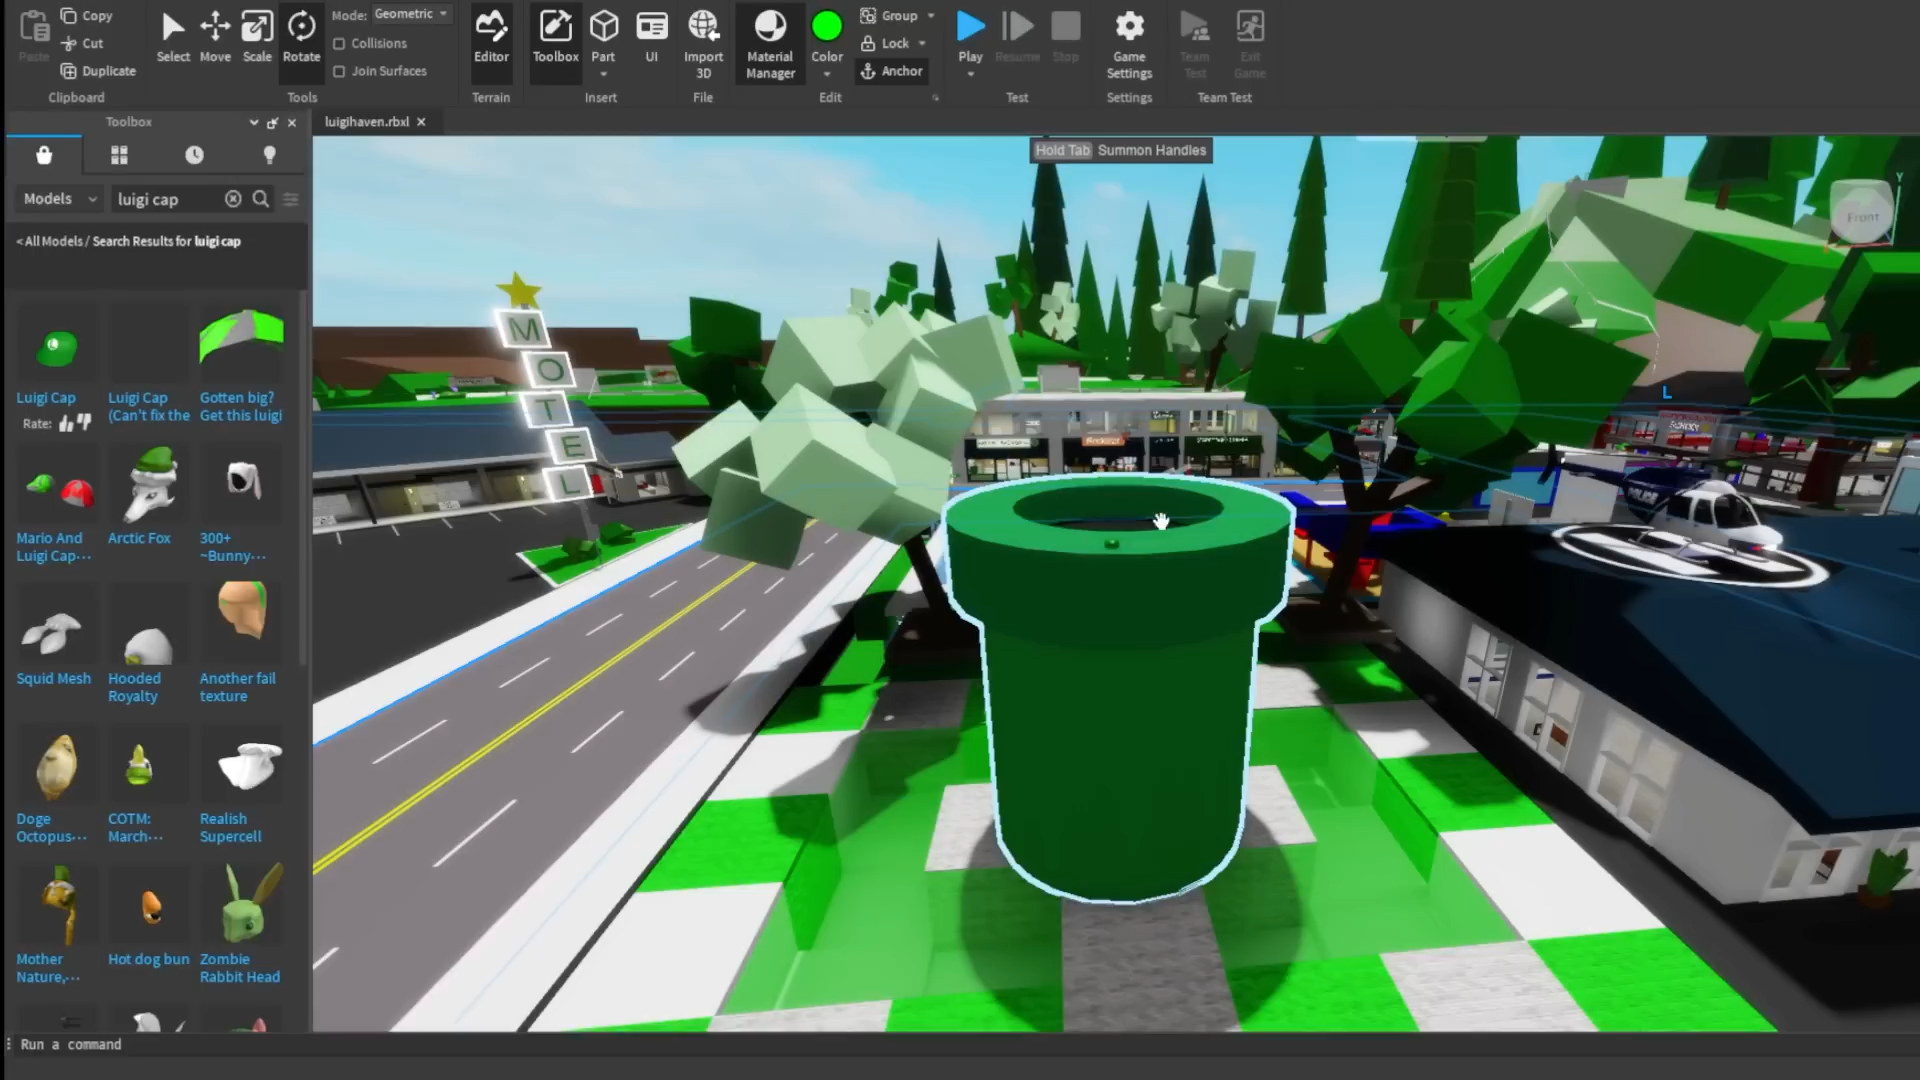 Paste
Copy
Cut
Duplicate
Clipboard
Select
Move
Scale
Rotate
Mode: Geometric
Collisions
Join Surfaces
Tools
Editor
Terrain
Toolbox
Part
UI
Insert
Import
3D
File
Material
Manager
Color
Group
Lock
Anchor
Edit
Play
Resume
Stop
Test
Game
Settings
Settings
Team
Test
Exit
Game
Team Test
Toolbox
luigihaven.rbxl
Models
luigi cap
< All Models / Search Results for luigi cap
Luigi Cap
Rate:
Luigi Cap
(Can't fix the
Gotten big?
Get this luigi
Mario And
Luigi Cap...
Arctic Fox
300+
~Bunny...
Squid Mesh
Hooded
Royalty
Another fail
texture
Doge
Octopus...
COTM:
March...
Realish
Supercell
Mother
Nature,...
Hot dog bun
Zombie
Rabbit Head
Hold Tab Summon Handles
Y
Front
M
O
T
E
L
L
SCHOOL
POLICE
H
L
Run a command